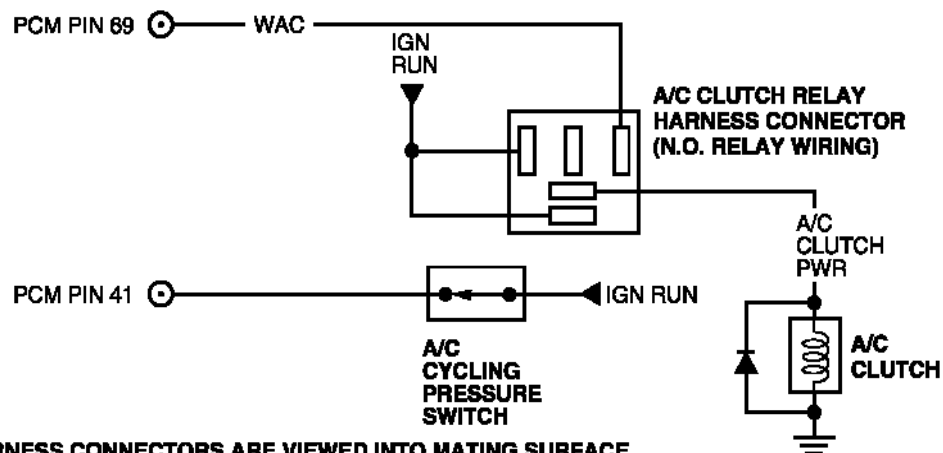 PCM PIN 69
WAC
IGN
RUN
A/C CLUTCH RELAY
HARNESS CONNECTOR
(N.O. RELAY WIRING)
A/C
CLUTCH
PWR
PCM PIN 41
IGN RUN
A/C
CYCLING
PRESSURE
SWITCH
A/C
CLUTCH
RNESS CONNECTORS ARE VIEWED INTO MATING SURFACE